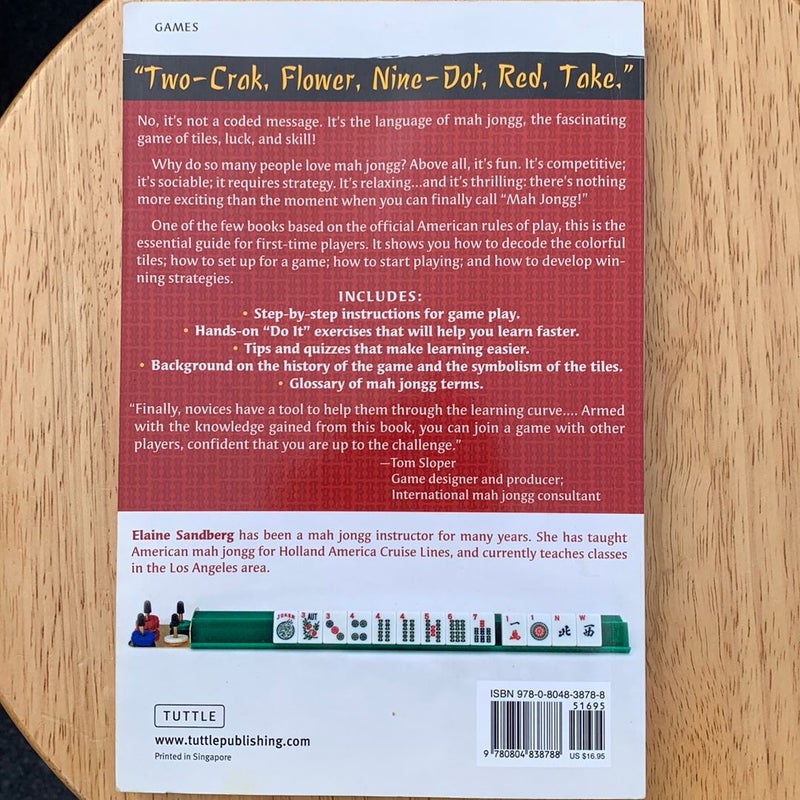 GAMES
“Two-Crak, Flower, Nine-Dot, Red, Take.”
No, it's not a coded message. It's the language of mah jongg, the fascinating
game of tiles, luck, and skill!
Why do so many people love mah jongg? Above all, it's fun. It's competitive;
it's sociable; it requires strategy. It's relaxing...and it's thrilling: there's nothing
more exciting than the moment when you can finally call “Mah Jongg!”
One of the few books based on the official American rules of play, this is the
essential guide for first-time players. It shows you how to decode the colorful
tiles; how to set up for a game; how to start playing; and how to develop win-
ning strategies.
INCLUDES:
• Step-by-step instructions for game play.
• Hands-on “Do It” exercises that will help you learn faster.
• Tips and quizzes that make learning easier.
• Background on the history of the game and the symbolism of the tiles.
• Glossary of mah jongg terms.
“Finally, novices have a tool to help them through the learning curve.... Armed
with the knowledge gained from this book, you can join a game with other
players, confident that you are up to the challenge.”
—Tom Sloper
Game designer and producer;
International mah jongg consultant
Elaine Sandberg has been a mah jongg instructor for many years. She has taught
American mah jongg for Holland America Cruise Lines, and currently teaches classes
in the Los Angeles area.
JOKER 3 AUT 3 4 4 4 5 6 7 1 1 N W
北 西
TUTTLE
www.tuttlepublishing.com
Printed in Singapore
ISBN 978-0-8048-3878-8
51695
9 780804 838788
US $16.95